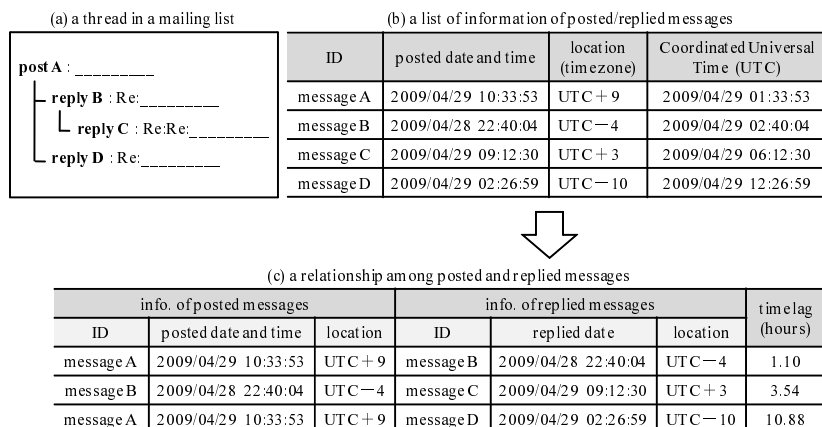 (a) a thread in a mailing list
post A : _________
reply B : Re:_________
reply C : Re:Re:_________
reply D : Re:_________
(b) a list of information of posted/replied messages
ID posted date and time location (timezone) Coordinated Universal Time (UTC)
message A 2009/04/29 10:33:53 UTC+9 2009/04/29 01:33:53
message B 2009/04/28 22:40:04 UTC-4 2009/04/29 02:40:04
message C 2009/04/29 09:12:30 UTC+3 2009/04/29 06:12:30
message D 2009/04/29 02:26:59 UTC-10 2009/04/29 12:26:59
(c) a relationship among posted and replied messages
info. of posted messages info. of replied messages time lag (hours)
ID posted date and time location ID replied date location
message A 2009/04/29 10:33:53 UTC+9 message B 2009/04/28 22:40:04 UTC-4 1.10
message B 2009/04/28 22:40:04 UTC-4 message C 2009/04/29 09:12:30 UTC+3 3.54
message A 2009/04/29 10:33:53 UTC+9 message D 2009/04/29 02:26:59 UTC-10 10.88